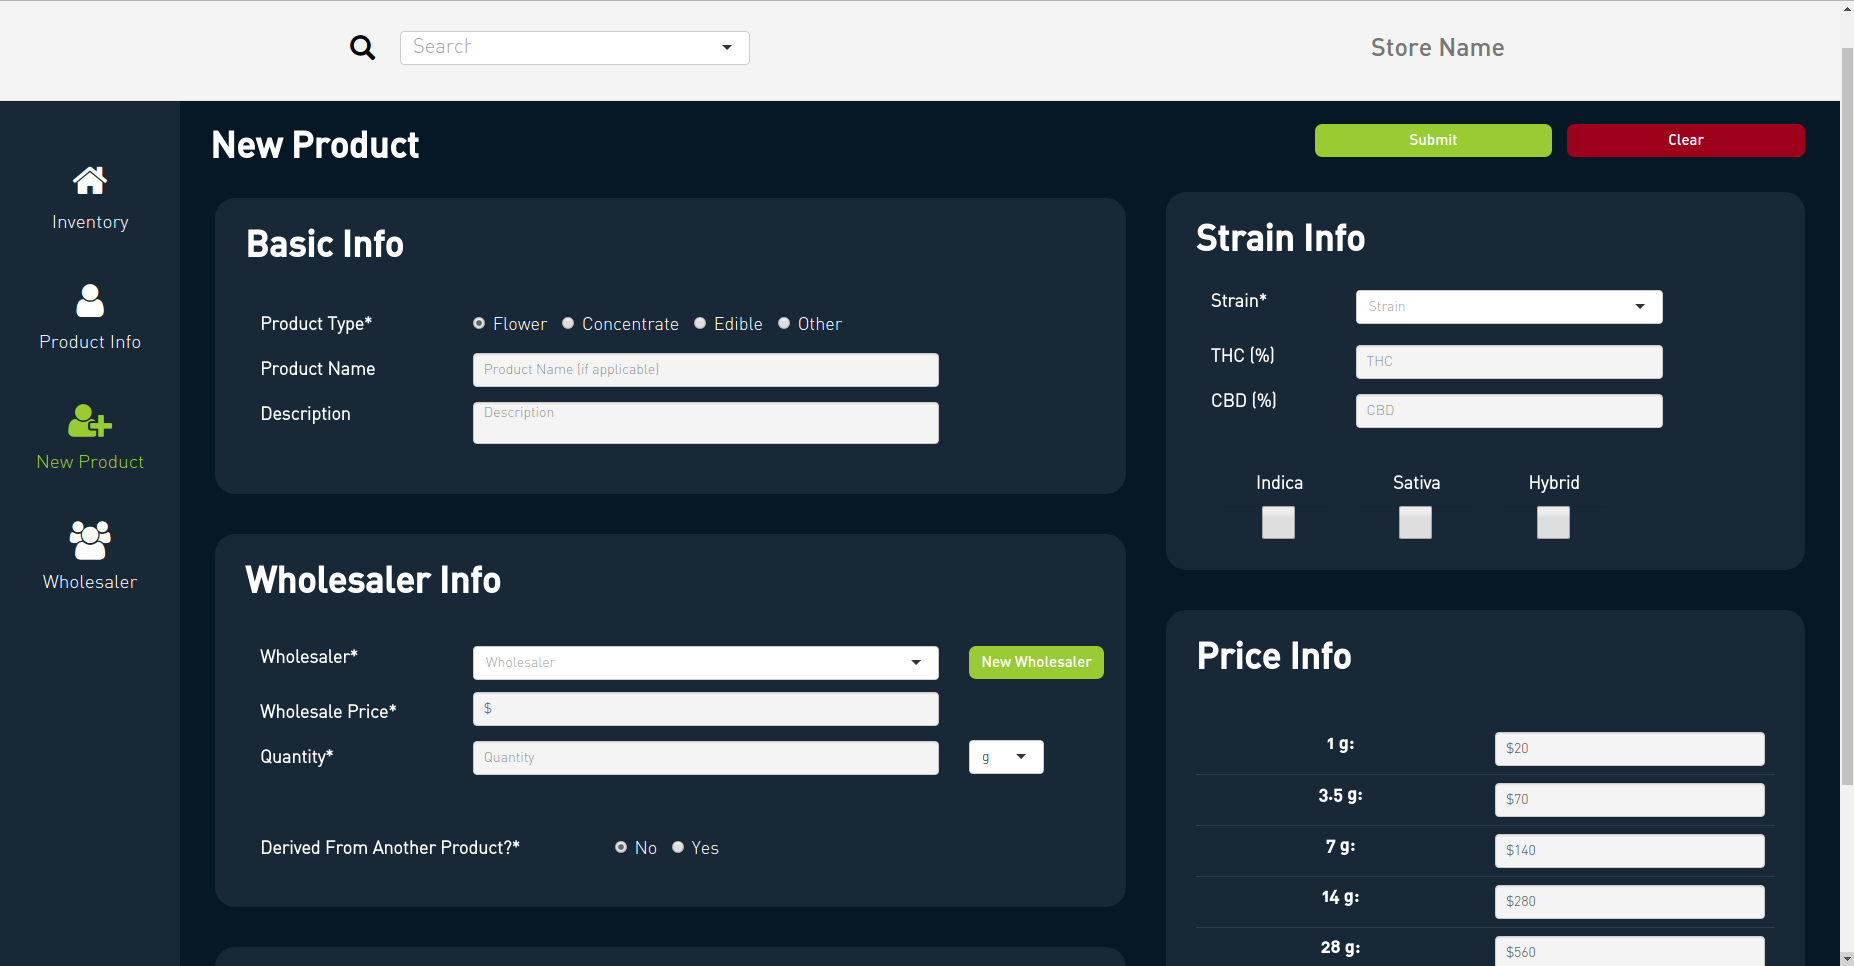 Search
Store Name
Inventory
Product Info
New Product
Wholesaler
New Product
Submit
Clear
Basic Info
Product Type*
Flower
Concentrate
Edible
Other
Product Name
Product Name (if applicable)
Description
Description
Wholesaler Info
Wholesaler*
Wholesaler
New Wholesaler
Wholesale Price*
$
Quantity*
Quantity
g
Derived From Another Product?*
No
Yes
Strain Info
Strain*
Strain
THC (%)
THC
CBD (%)
CBD
Indica
Sativa
Hybrid
Price Info
1 g:
$20
3.5 g:
$70
7 g:
$140
14 g:
$280
28 g:
$560